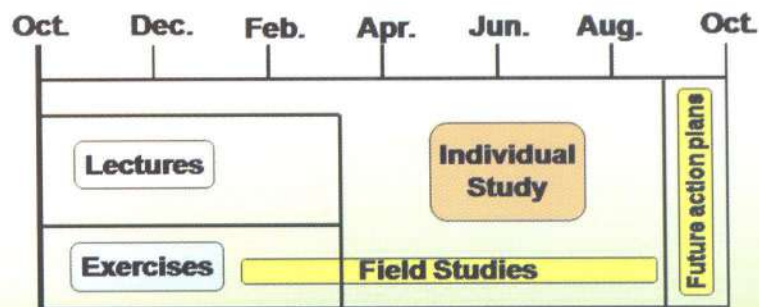 Oct. Dec. Feb. Apr. Jun. Aug. Oct.
Lectures
Individual
Study
Exercises
Field Studies
Future action plans